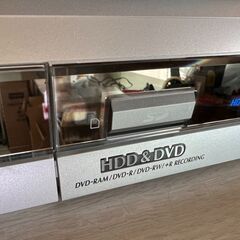 HDD & DVD
DVD-RAM/DVD-R/DVD-RW/+R RECORDING